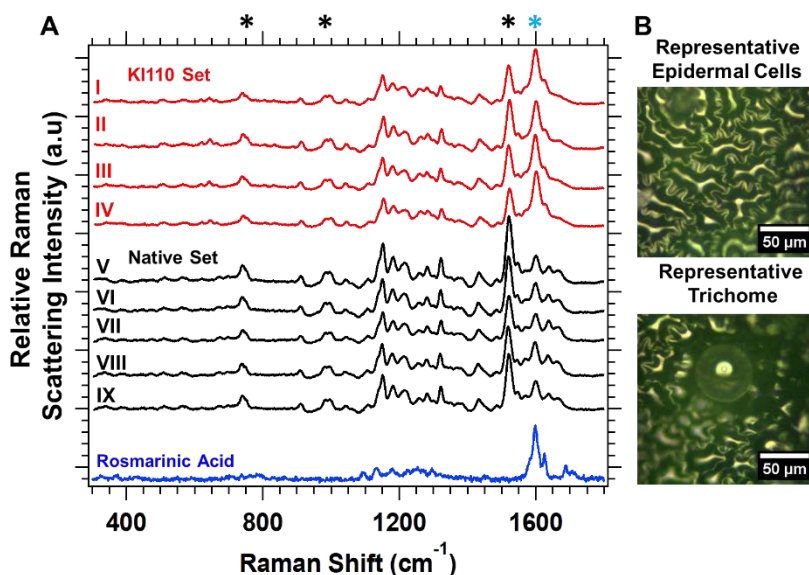 A
* * * *
KI110 Set
I
II
III
IV
Native Set
V
VI
VII
VIII
IX
Rosmarinic Acid
Relative Raman
Scattering Intensity (a.u)
400 800 1200 1600
Raman Shift (cm⁻¹)
B
Representative
Epidermal Cells
50 µm
Representative
Trichome
50 µm